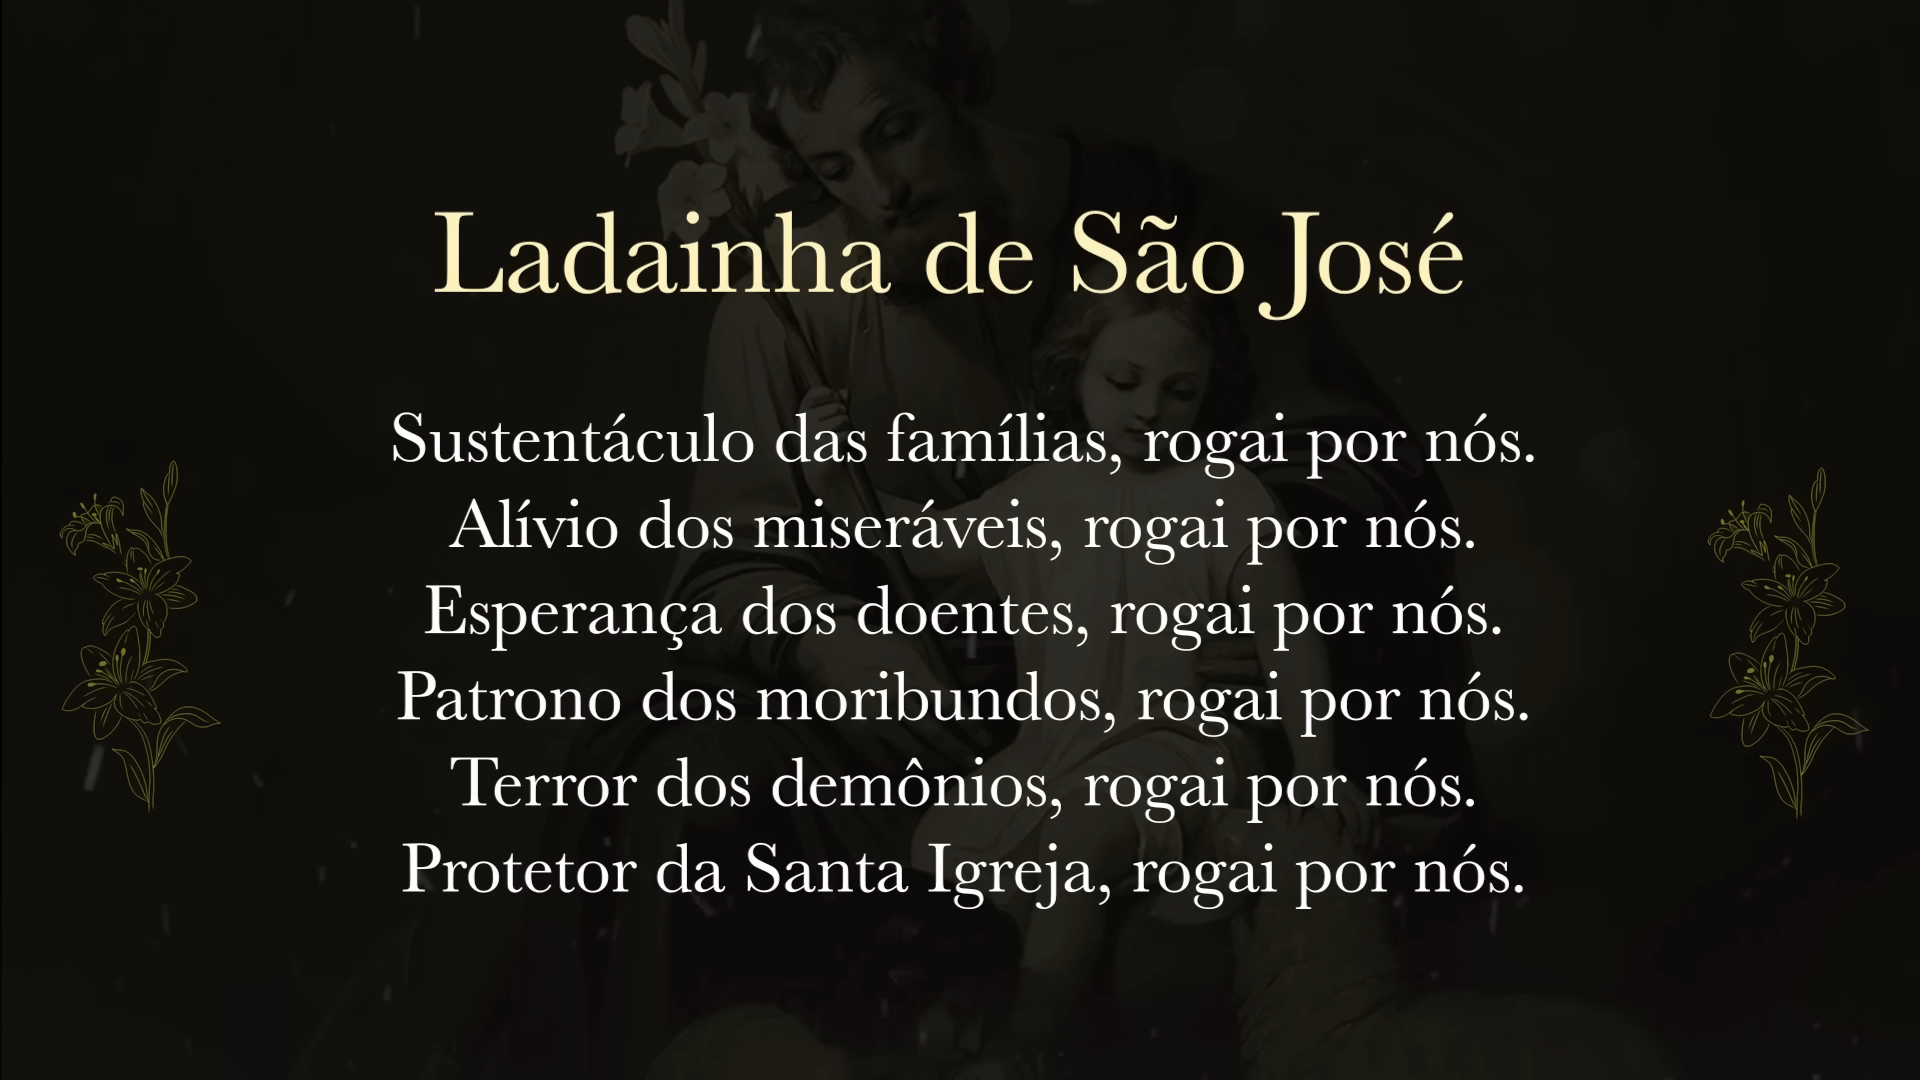 Ladainha de São José
Sustentáculo das famílias, rogai por nós.
Alívio dos miseráveis, rogai por nós.
Esperança dos doentes, rogai por nós.
Patrono dos moribundos, rogai por nós.
Terror dos demônios, rogai por nós.
Protetor da Santa Igreja, rogai por nós.